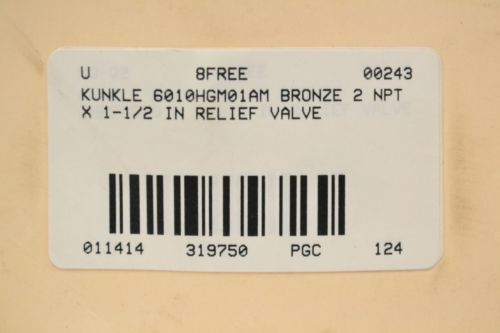 U 8FREE 00243
KUNKLE 6010HGM01AM BRONZE 2 NPT
X 1-1/2 IN RELIEF VALVE
011414 319750 PGC 124